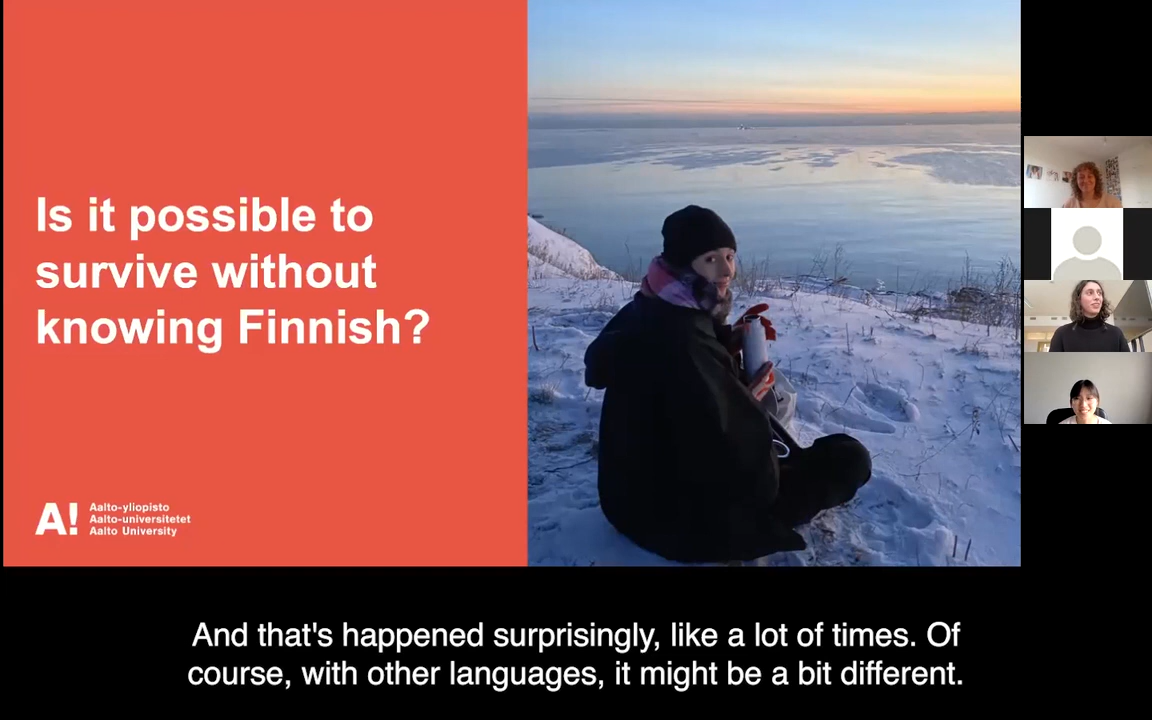 Is it possible to
survive without
knowing Finnish?
A!
Aalto-yliopisto
Aalto-universitetet
Aalto University
And that's happened surprisingly, like a lot of times. Of
course, with other languages, it might be a bit different.